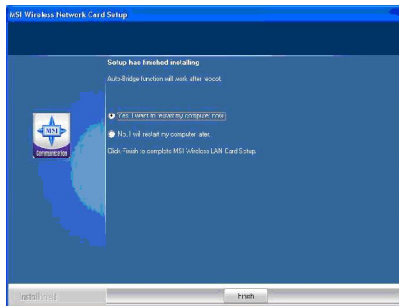 MSI Wireless Network Card Setup
Setup has finished installing
Auto-Bridge function will work after reboot.
Yes, I want to restart my computer now.
No, I will restart my computer later.
Click Finish to complete MSI Wireless LAN Card Setup.
MSI
Communication
InstallShield
Finish